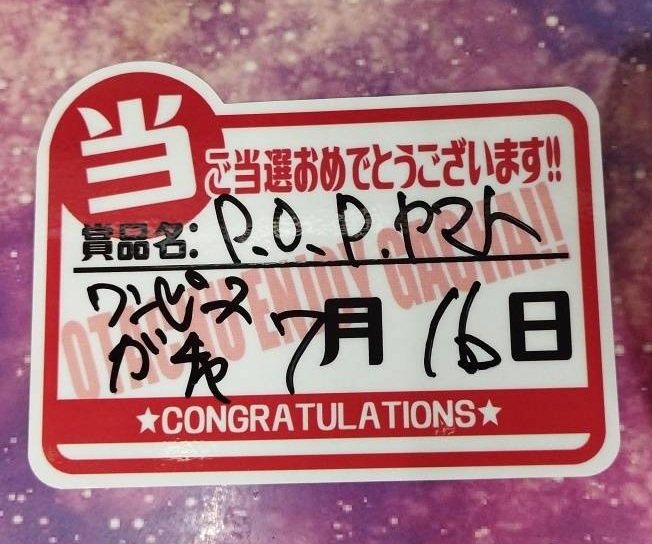 当
ご当選おめでとうございます!!
賞品名: P.O.P.ヤマト
OTACHU ENJOY GACHA!!
ワンピース
ガチャ 7月16日
★CONGRATULATIONS★